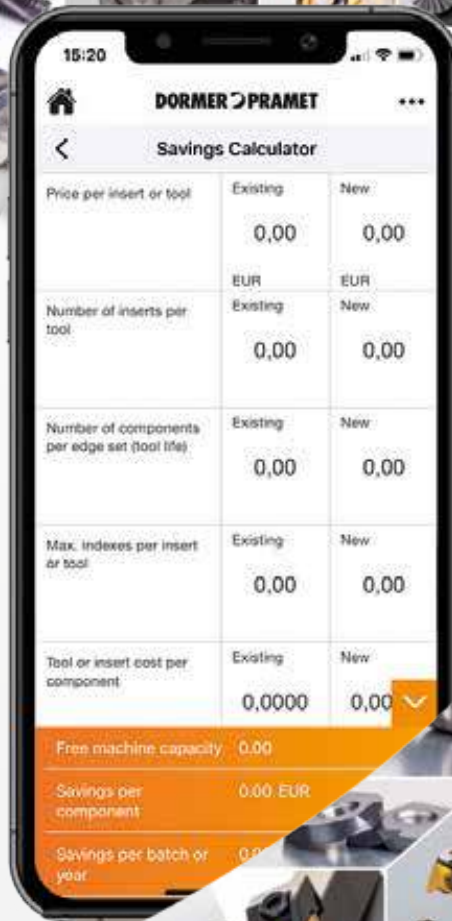 15:20
DORMER PRAMET
Savings Calculator
Price per insert or tool
Existing
New
0,00
0,00
EUR
EUR
Number of inserts per
tool
Existing
New
0,00
0,00
Number of components
per edge set (tool life)
Existing
New
0,00
0,00
Max. indexes per insert
or tool
Existing
New
0,00
0,00
Tool or insert cost per
component
Existing
New
0,0000
0,00
Free machine capacity 0.00
Savings per
component
0.00 EUR
Savings per batch or
year